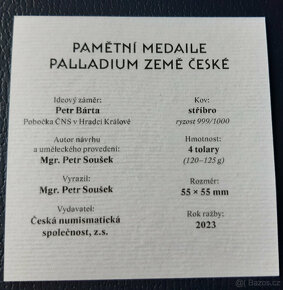 PAMĚTNÍ MEDAILE
PALLADIUM ZEMĚ ČESKÉ
Ideový záměr:
Petr Bárta
Pobočka ČNS v Hradci Králové
Autor návrhu
a uměleckého provedení:
Mgr. Petr Soušek
Vyrazil:
Mgr. Petr Soušek
Vydavatel:
Česká numismatická
společnost, z.s.
Kov:
stříbro
ryzost 999/1000
Hmotnost:
4 tolary
(120–125 g)
Rozměr:
55 × 55 mm
Rok ražby:
2023
Bazoš.cz